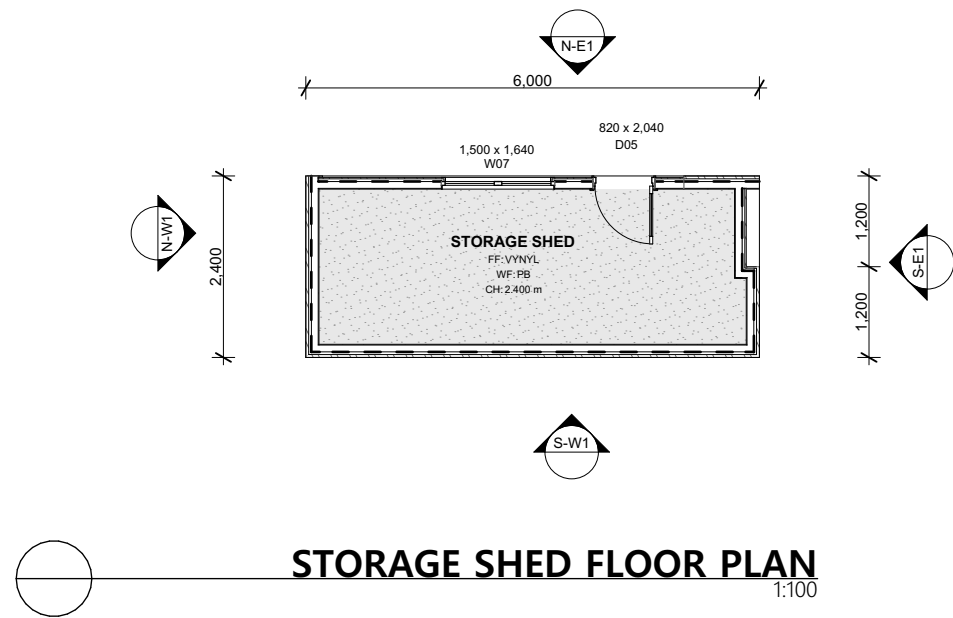 N-E1
6,000
820 x 2,040
D05
1,500 x 1,640
W07
N-W1
2,400
STORAGE SHED
FF: VYNYL
WF: PB
CH: 2.400 m
1,200
1,200
S-E1
S-W1
STORAGE SHED FLOOR PLAN
1:100